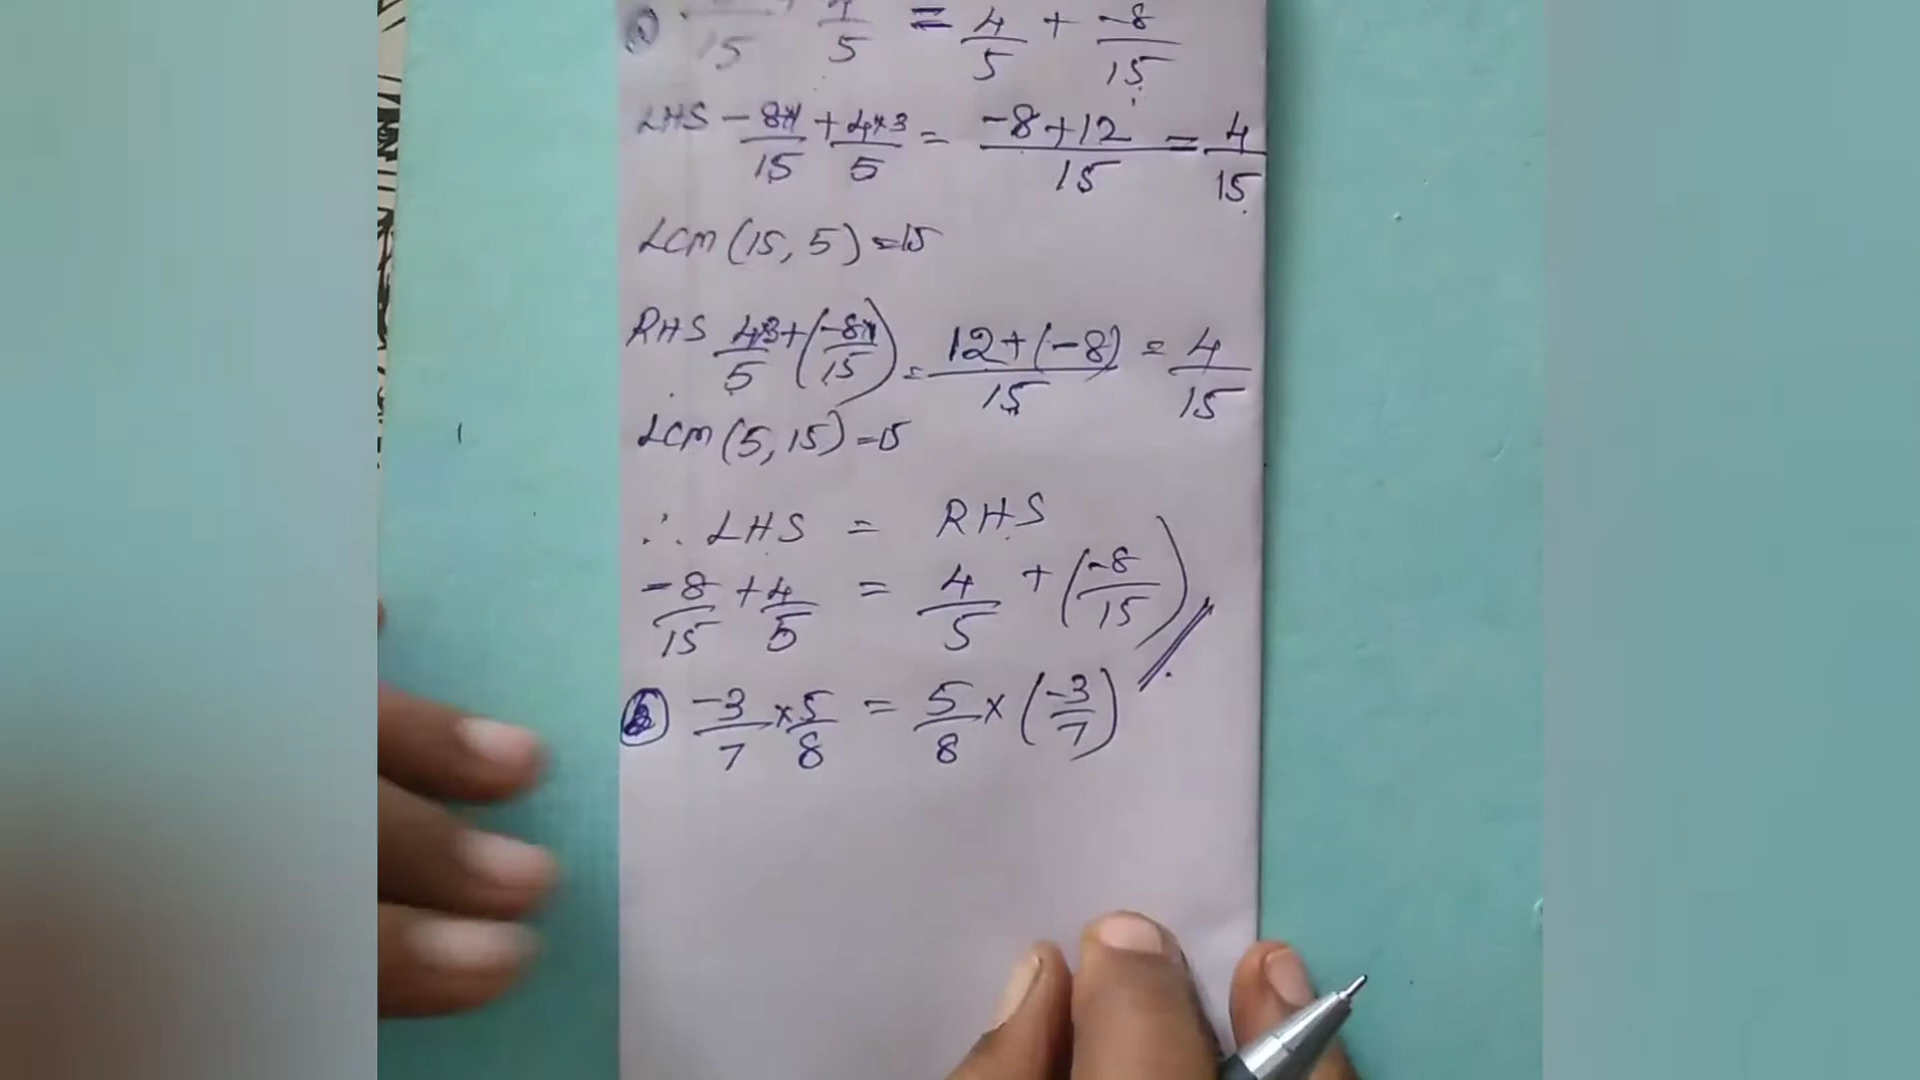 15 5 = 4/5 + -8/15
LHS -8×1/15 + 4×3/5 = -8+12/15 = 4/15
LCM (15, 5) = 15
RHS 4×3/5 + (-8×1/15) = 12+(-8)/15 = 4/15
LCM (5, 15) = 15
∴ LHS = RHS
-8/15 + 4/5 = 4/5 + (-8/15)
-3/7 × 5/8 = 5/8 × (-3/7)